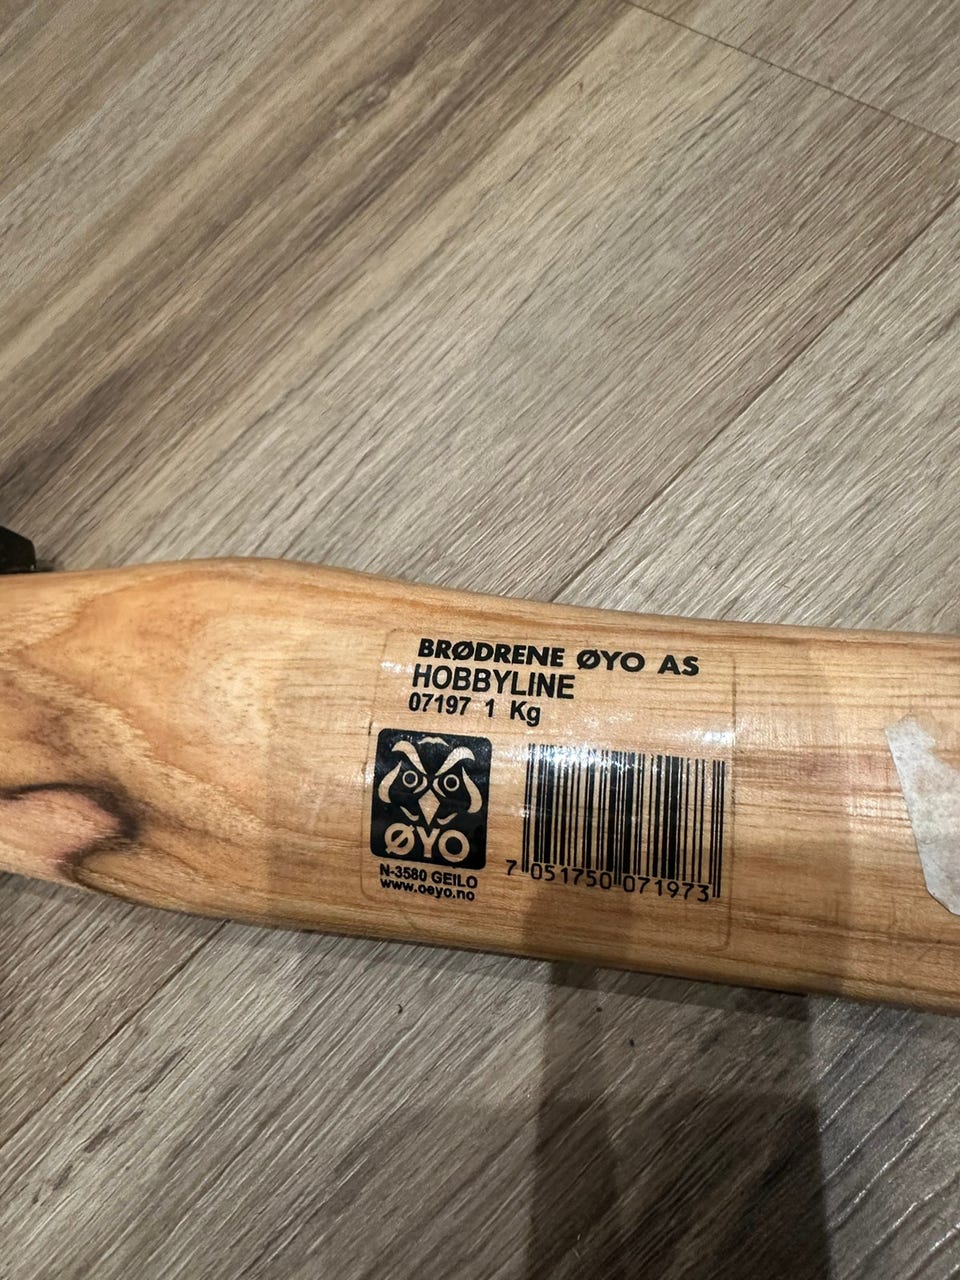 BRØDRENE ØYO AS
HOBBYLINE
07197 1 Kg
ØYO
N-3580 GEILO
www.oeyo.no
7 051750 071973